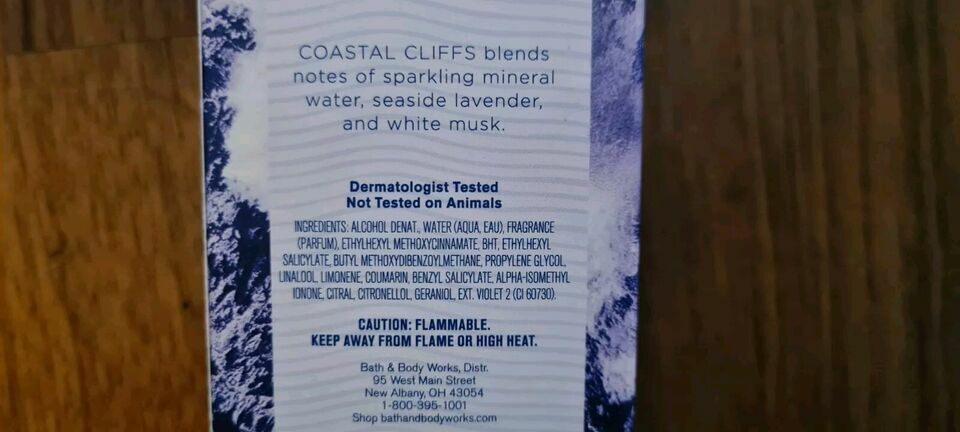 COASTAL CLIFFS blends
notes of sparkling mineral
water, seaside lavender,
and white musk.
Dermatologist Tested
Not Tested on Animals
INGREDIENTS: ALCOHOL DENAT., WATER (AQUA, EAU), FRAGRANCE
(PARFUM), ETHYLHEXYL METHOXYCINNAMATE, BHT, ETHYLHEXYL
SALICYLATE, BUTYL METHOXYDIBENZOYLMETHANE, PROPYLENE GLYCOL,
LINALOOL, LIMONENE, COUMARIN, BENZYL SALICYLATE, ALPHA-ISOMETHYL
IONONE, CITRAL, CITRONELLOL, GERANIOL, EXT. VIOLET 2 (CI 60730).
CAUTION: FLAMMABLE.
KEEP AWAY FROM FLAME OR HIGH HEAT.
Bath & Body Works, Distr.
95 West Main Street
New Albany, OH 43054
1-800-395-1001
Shop bathandbodyworks.com